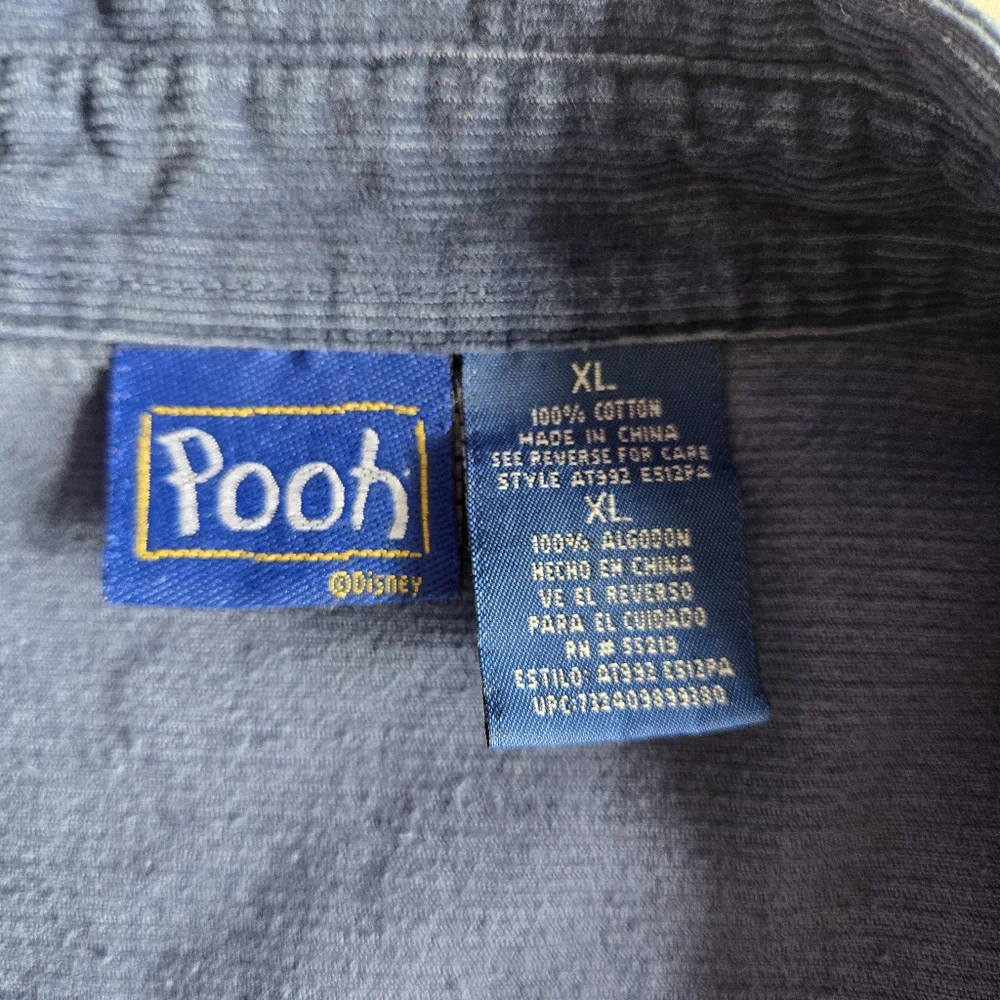 Pooh
©Disney
XL
100% COTTON
MADE IN CHINA
SEE REVERSE FOR CARE
STYLE AT992 E512PA
XL
100% ALGODON
HECHO EN CHINA
VE EL REVERSO
PARA EL CUIDADO
RN # 55213
ESTILO: AT992 E512PA
UPC: